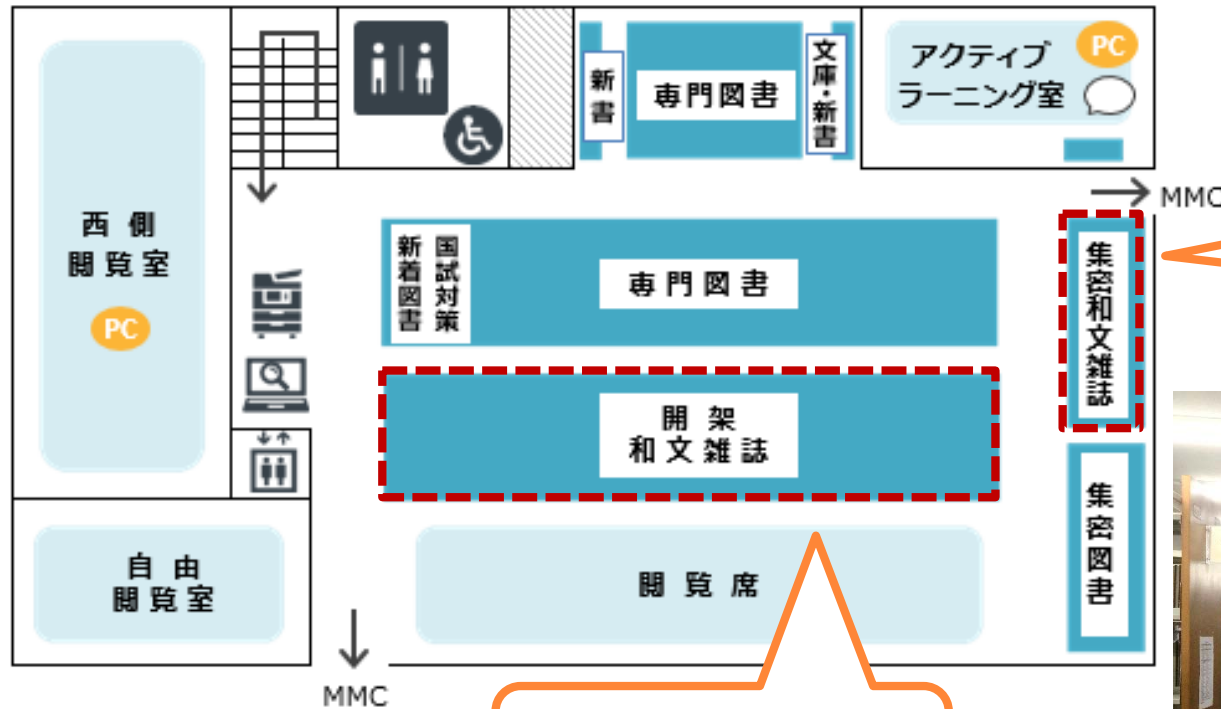 新書
専門図書
文庫・新書
アクティブ
ラーニング室
PC
MMC
西側
閲覧室
PC
国試対策
新着図書
専門図書
集密和文雑誌
開架
和文雑誌
集密図書
自由
閲覧室
閲覧席
MMC